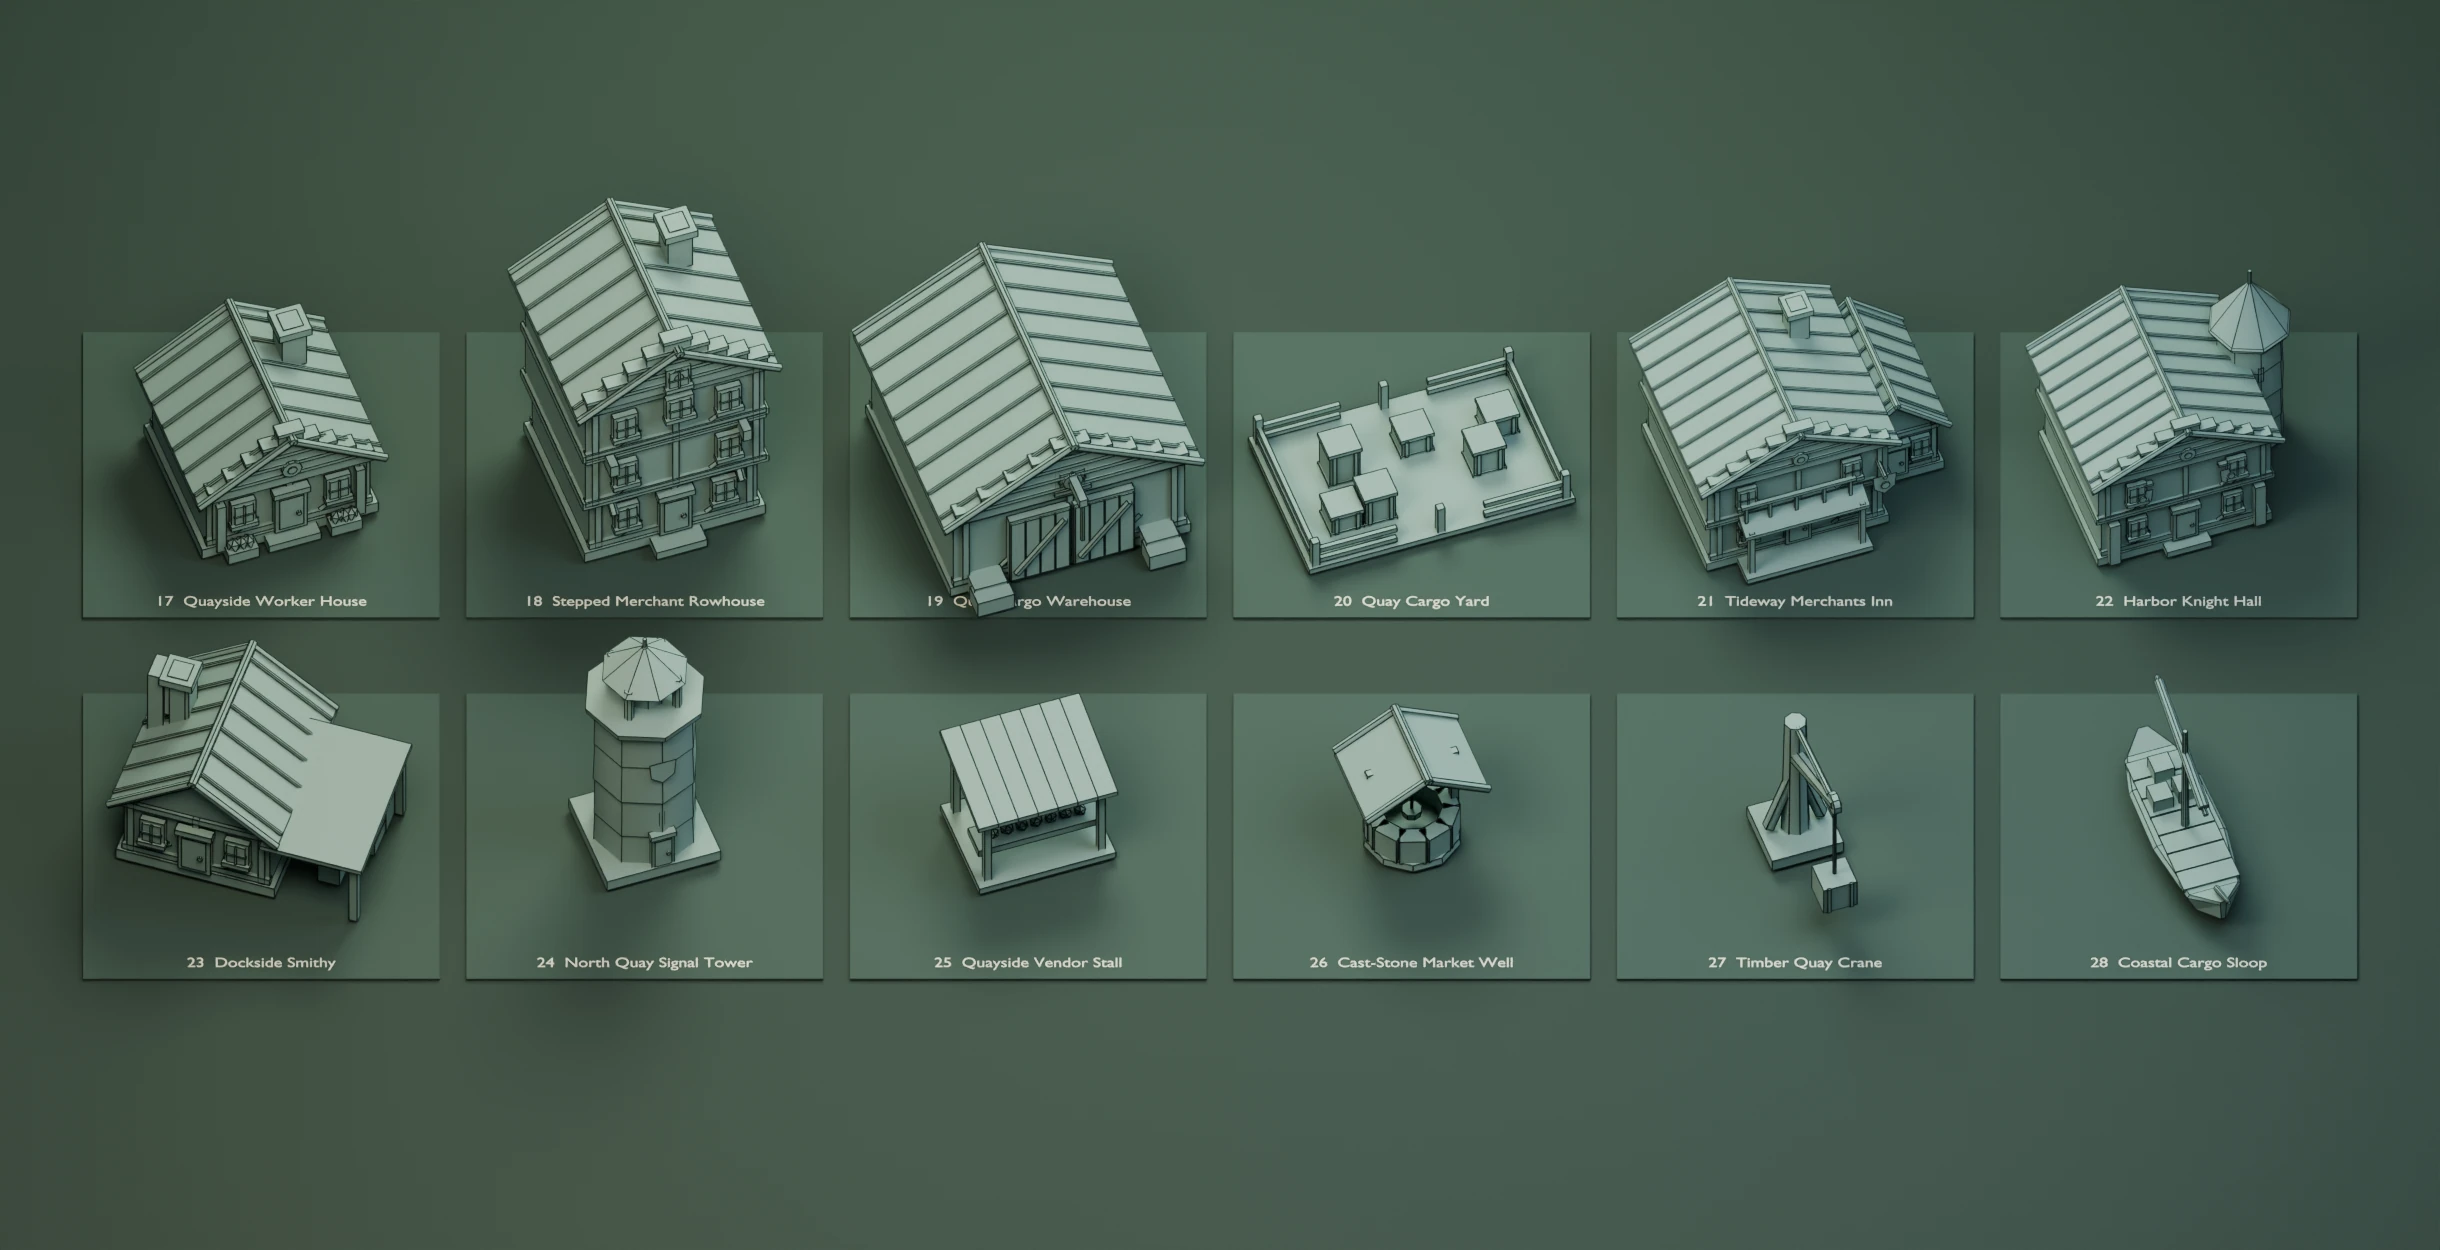 17 Quayside Worker House
18 Stepped Merchant Rowhouse
19 Warehouse
20 Quay Cargo Yard
21 Tideway Merchants Inn
22 Harbor Knight Hall
23 Dockside Smithy
24 North Quay Signal Tower
25 Quayside Vendor Stall
26 Cast-Stone Market Well
27 Timber Quay Crane
28 Coastal Cargo Sloop